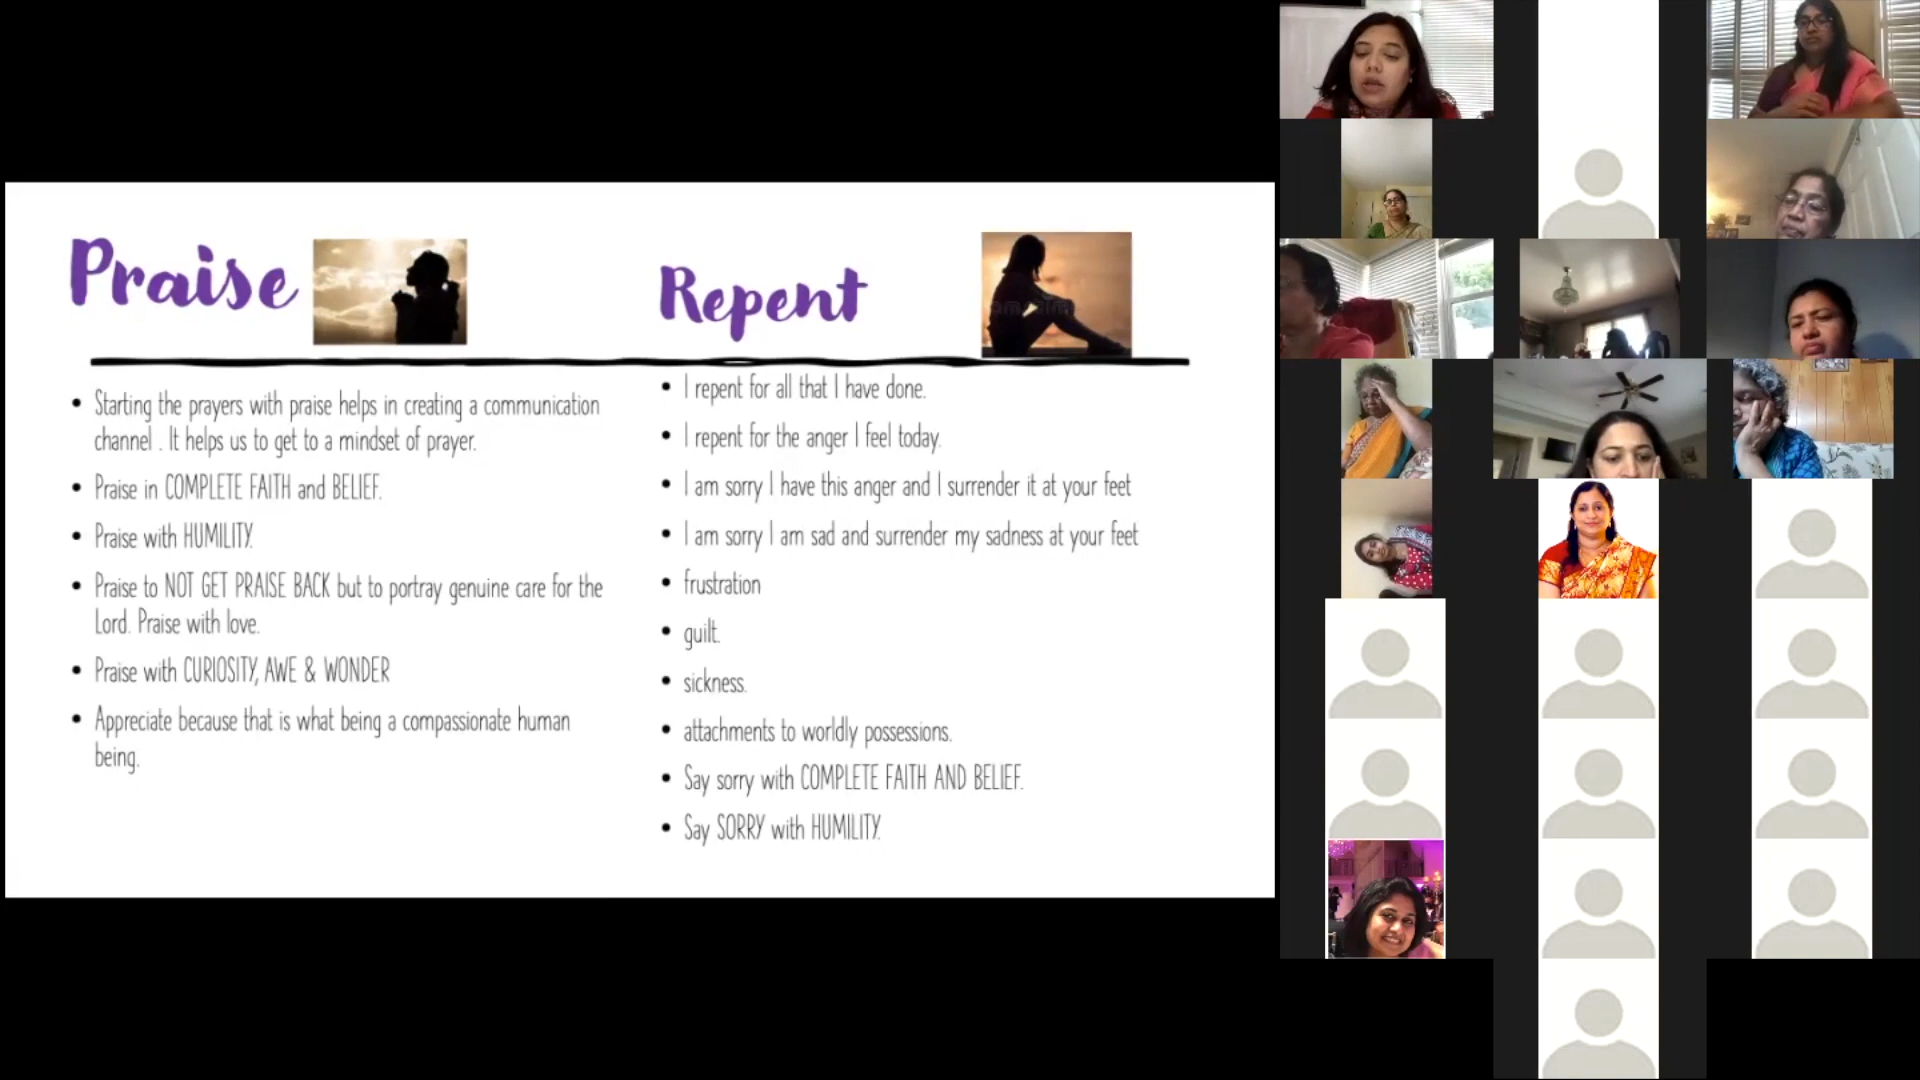 Praise
Starting the prayers with praise helps in creating a communication
channel . It helps us to get to a mindset of prayer.
Praise in COMPLETE FAITH and BELIEF.
Praise with HUMILITY.
Praise to NOT GET PRAISE BACK but to portray genuine care for the
Lord. Praise with love.
Praise with CURIOSITY, AWE & WONDER
Appreciate because that is what being a compassionate human
being.
Repent
I repent for all that I have done.
I repent for the anger I feel today.
I am sorry I have this anger and I surrender it at your feet
I am sorry I am sad and surrender my sadness at your feet
frustration
guilt.
sickness.
attachments to worldly possessions.
Say sorry with COMPLETE FAITH AND BELIEF.
Say SORRY with HUMILITY.